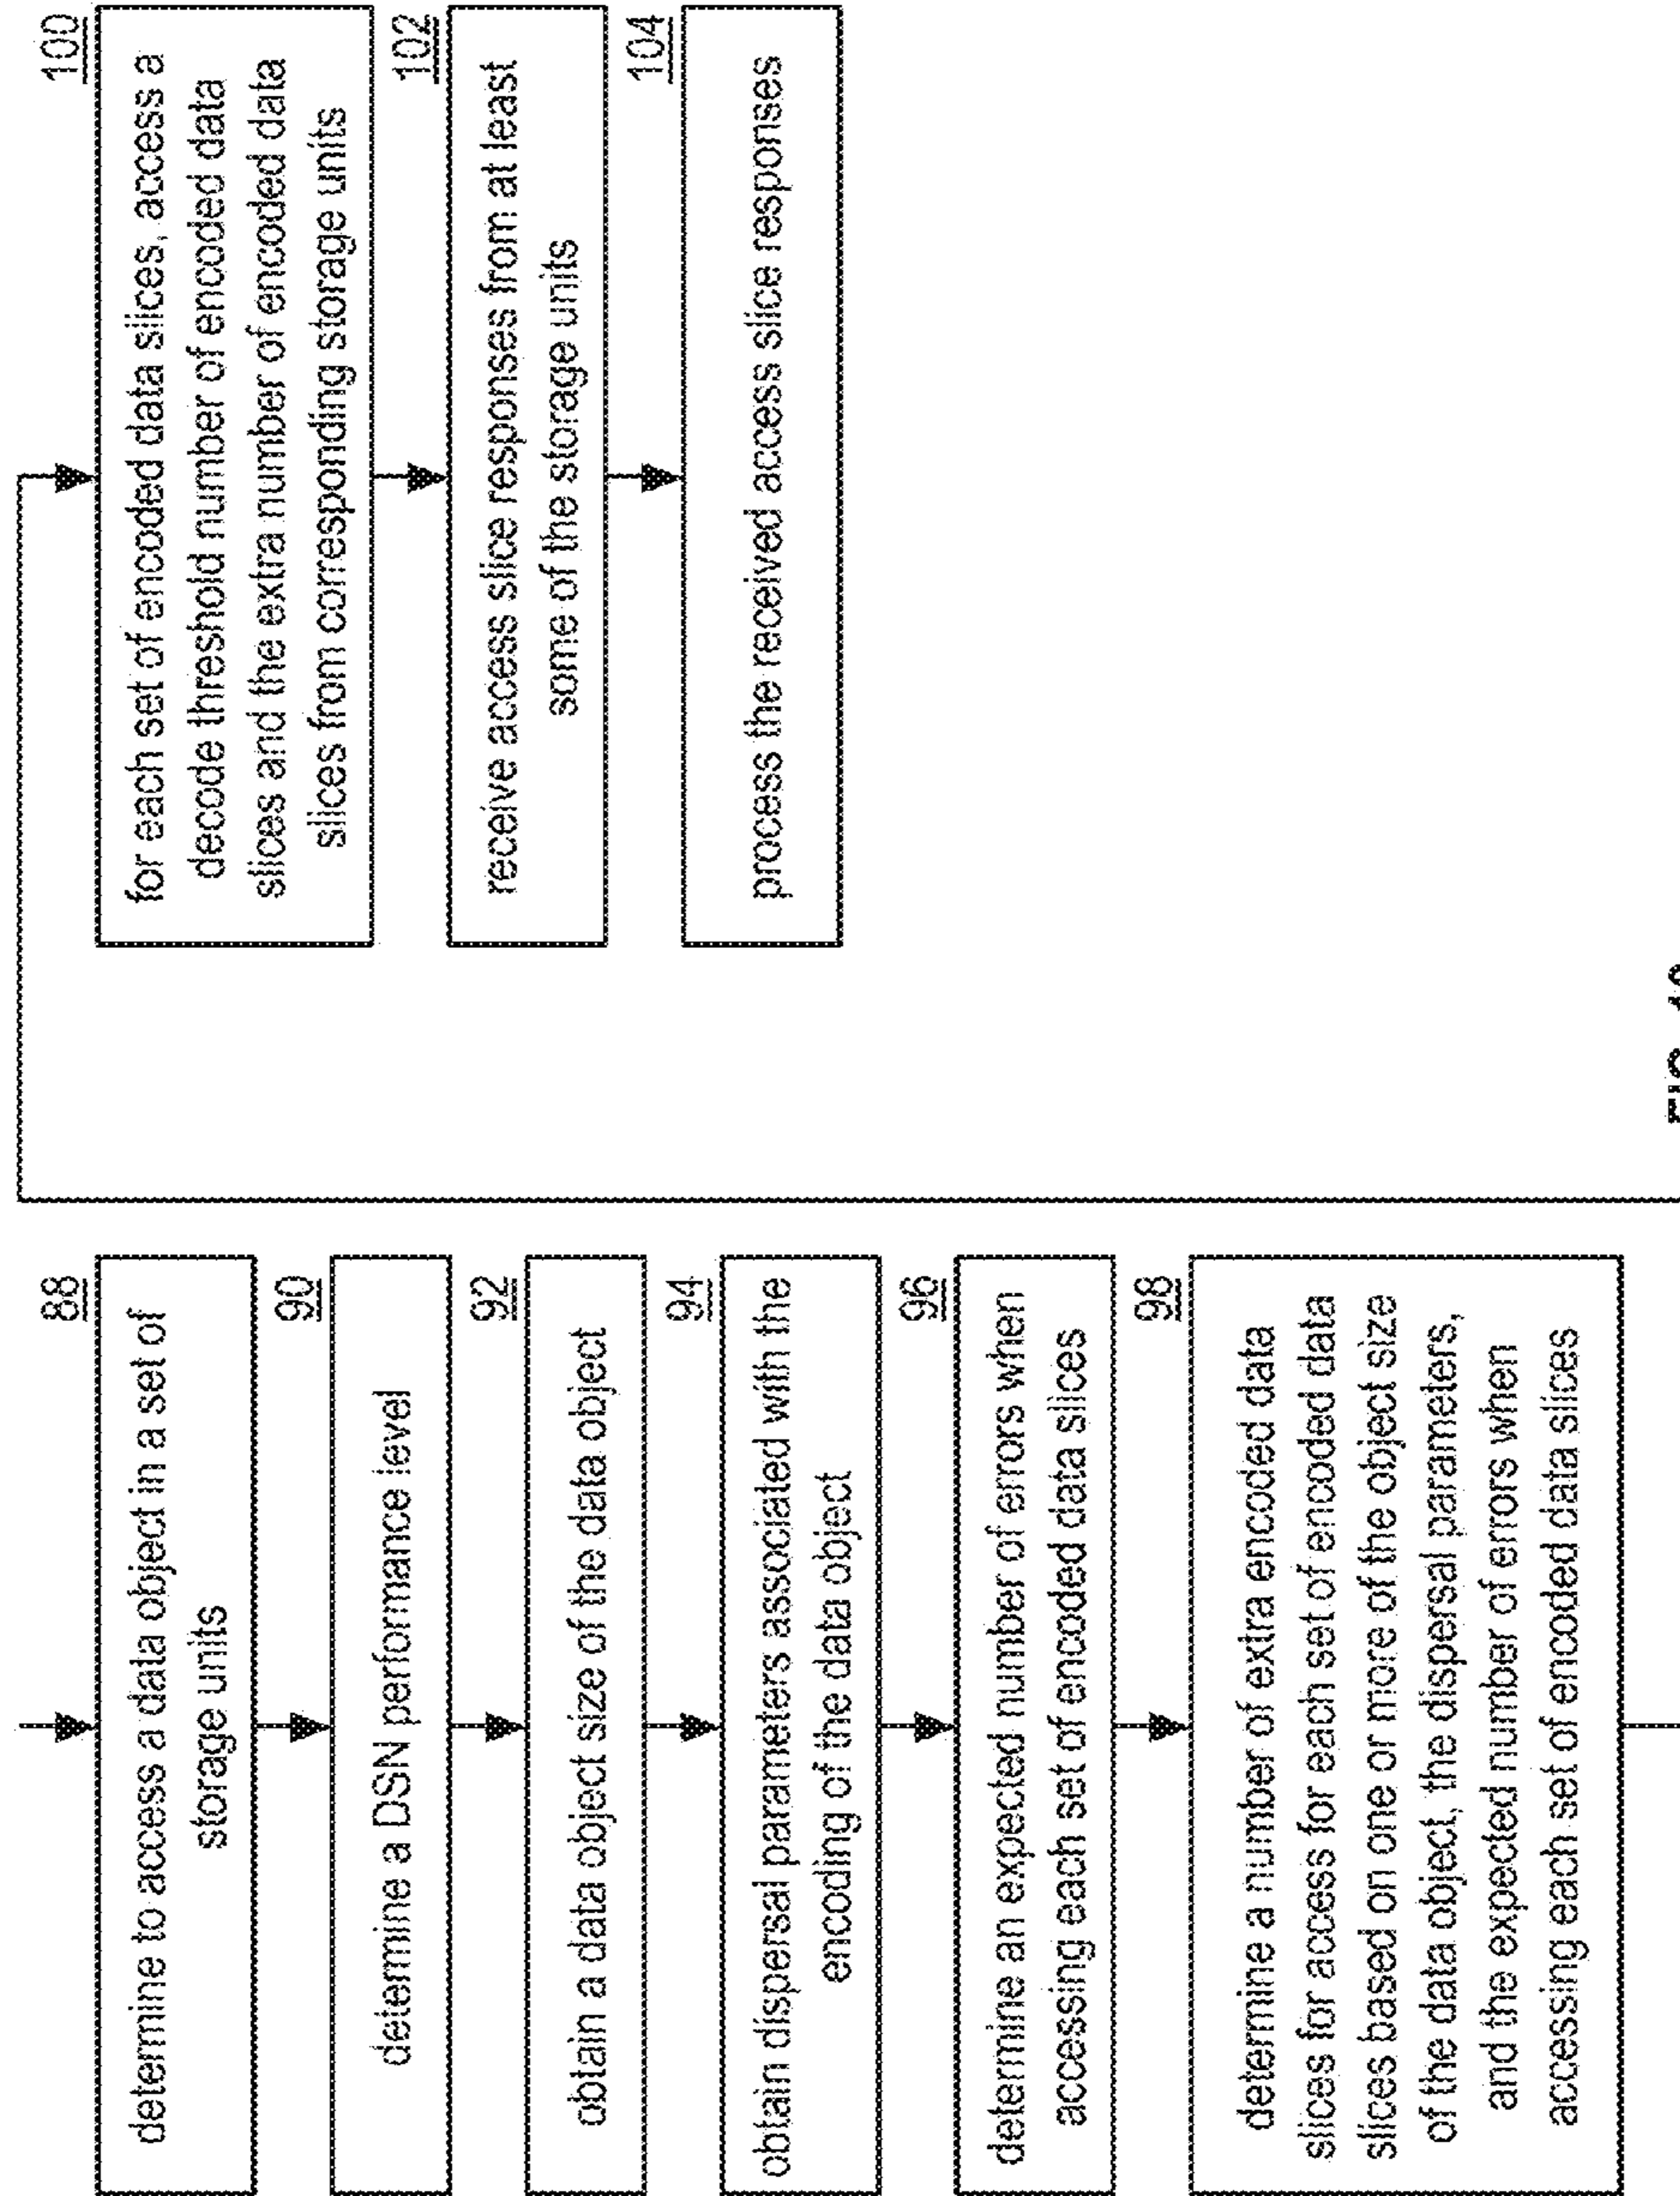 88
determine to access a data object in a set of
storage units
90
determine a DSN performance level
92
obtain a data object size of the data object
94
obtain dispersal parameters associated with the
encoding of the data object
96
determine an expected number of errors when
accessing each set of encoded data slices
98
determine a number of extra encoded data
slices for access for each set of encoded data
slices based on one or more of the object size
of the data object, the dispersal parameters,
and the expected number of errors when
accessing each set of encoded data slices
100
for each set of encoded data slices, access a
decode threshold number of encoded data
slices and the extra number of encoded data
slices from corresponding storage units
102
receive access slice responses from at least
some of the storage units
104
process the received access slice responses